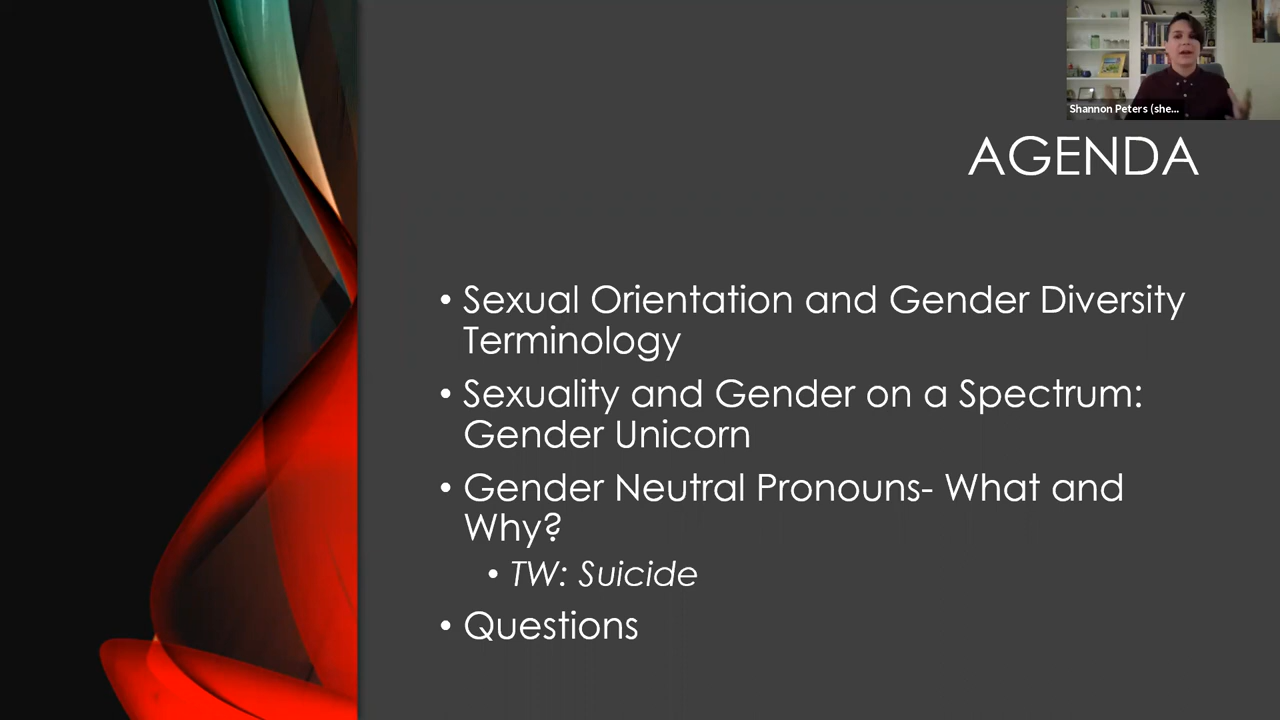 Shannon Peters (she...
AGENDA
• Sexual Orientation and Gender Diversity
Terminology
• Sexuality and Gender on a Spectrum:
Gender Unicorn
• Gender Neutral Pronouns- What and
Why?
• TW: Suicide
• Questions